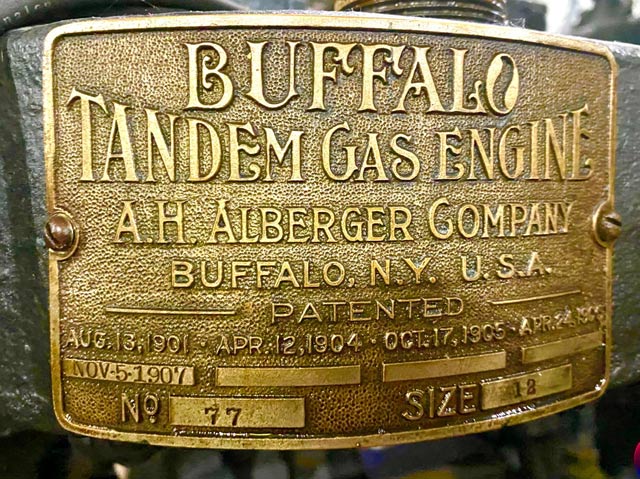 BUFFALO
TANDEM GAS ENGINE
A.H. ALBERGER COMPANY
BUFFALO, N.Y. U.S.A.
PATENTED
AUG. 13, 1901 · APR. 12, 1904 · OCT. 17, 1905 · APR. 24, 1906
NOV-5-1907
No 77 SIZE 12